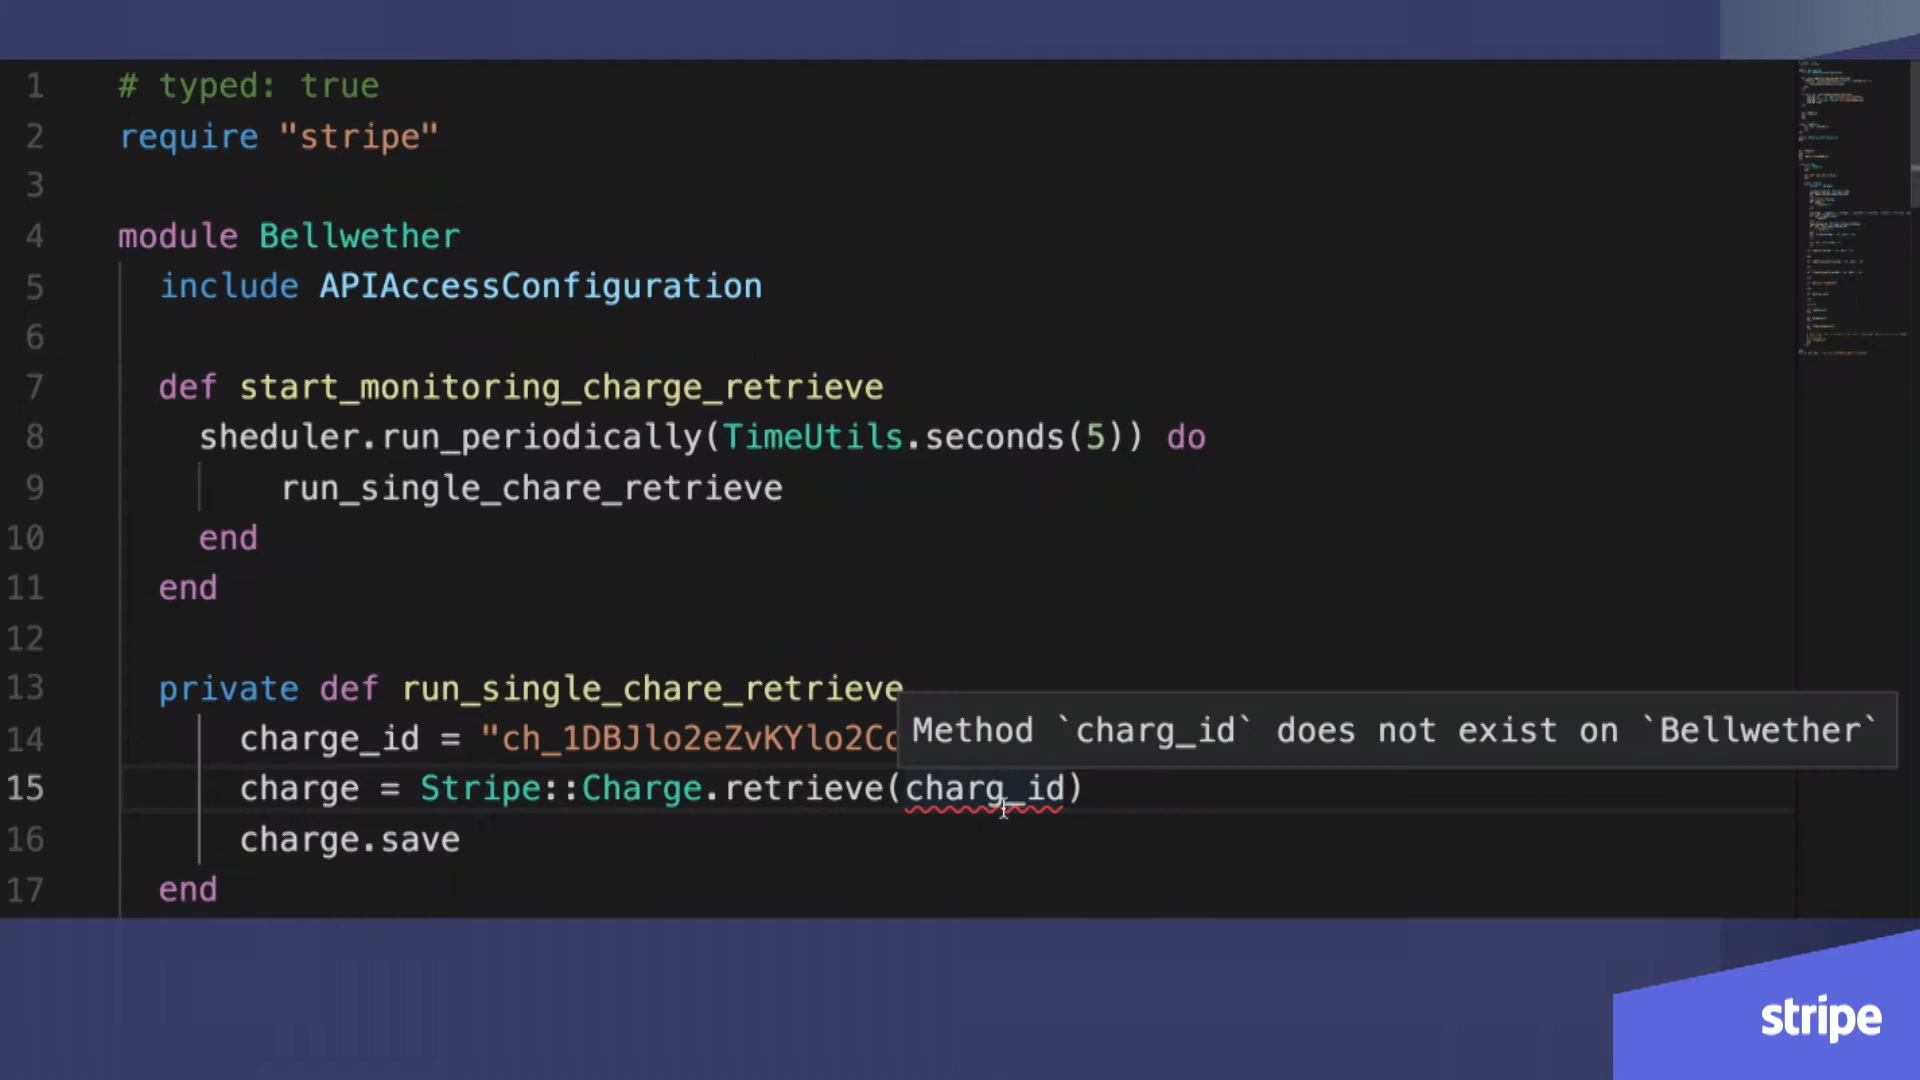 1 # typed: true
2 require "stripe"
3
4 module Bellwether
5 include APIAccessConfiguration
6
7 def start_monitoring_charge_retrieve
8 sheduler.run_periodically(TimeUtils.seconds(5)) do
9 run_single_chare_retrieve
10 end
11 end
12
13 private def run_single_chare_retrieve
Method `charg_id` does not exist on `Bellwether`
14 charge_id = "ch_1DBJlo2eZvKYlo2C
15 charge = Stripe::Charge.retrieve(charg_id)
16 charge.save
17 end
stripe